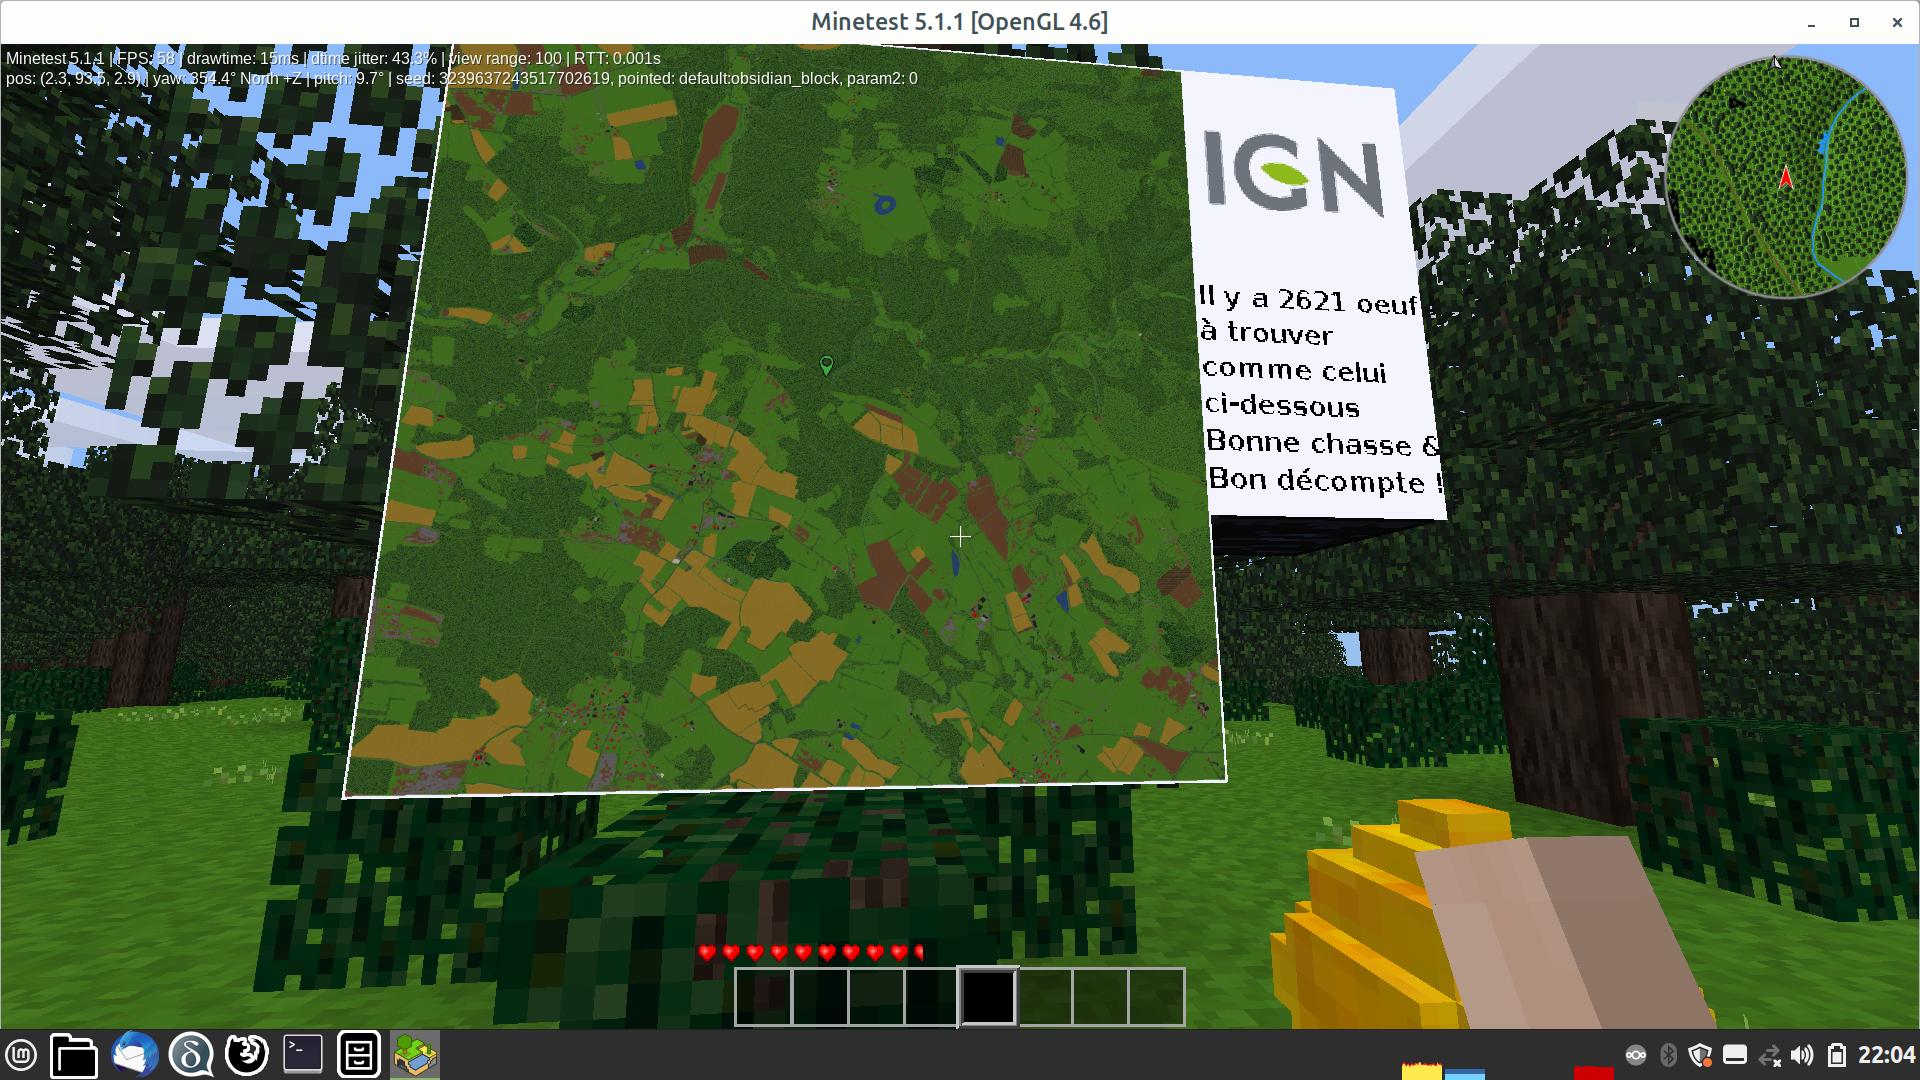 Minetest 5.1.1 [OpenGL 4.6]
Minetest 5.1.1 | FPS: 58 | drawtime: 15ms | dtime jitter: 43.3% | view range: 100 | RTT: 0.001s
pos: (2.3, 93.5, 2.9) | yaw: 354.4° North +Z | pitch: 9.7° | seed: 3239637243517702619, pointed: default:obsidian_block, param2: 0
IGN
Il y a 2621 oeuf
à trouver
comme celui
ci-dessous
Bonne chasse &
Bon décompte !
22:04